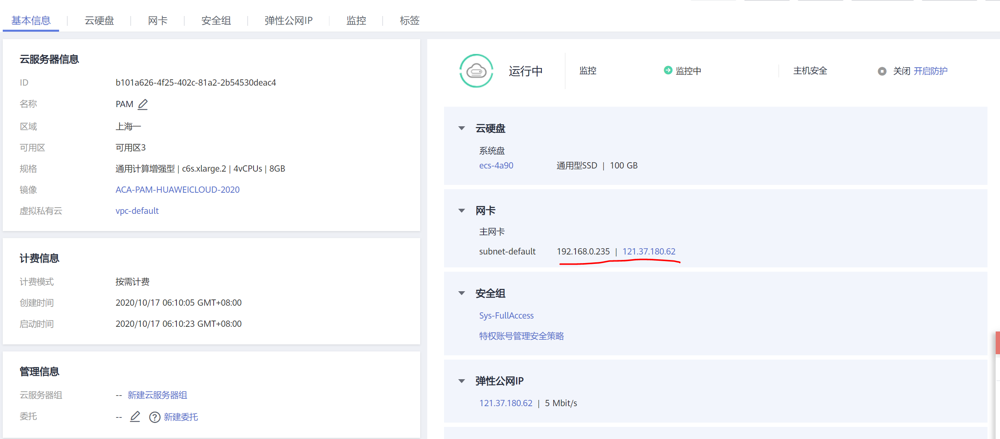 基本信息
云硬盘
网卡
安全组
弹性公网IP
监控
标签
云服务器信息
ID b101a626-4f25-402c-81a2-2b54530deac4
名称 PAM
区域 上海一
可用区 可用区3
规格 通用计算增强型 | c6s.xlarge.2 | 4vCPUs | 8GB
镜像 ACA-PAM-HUAWEICLOUD-2020
虚拟私有云 vpc-default
计费信息
计费模式 按需计费
创建时间 2020/10/17 06:10:05 GMT+08:00
启动时间 2020/10/17 06:10:23 GMT+08:00
管理信息
云服务器组 -- 新建云服务器组
委托 -- ? 新建委托
运行中
监控 监控中
主机安全 关闭 开启防护
云硬盘
系统盘
ecs-4a90 通用型SSD | 100 GB
网卡
主网卡
subnet-default 192.168.0.235 | 121.37.180.62
安全组
Sys-FullAccess
特权账号管理安全策略
弹性公网IP
121.37.180.62 | 5 Mbit/s